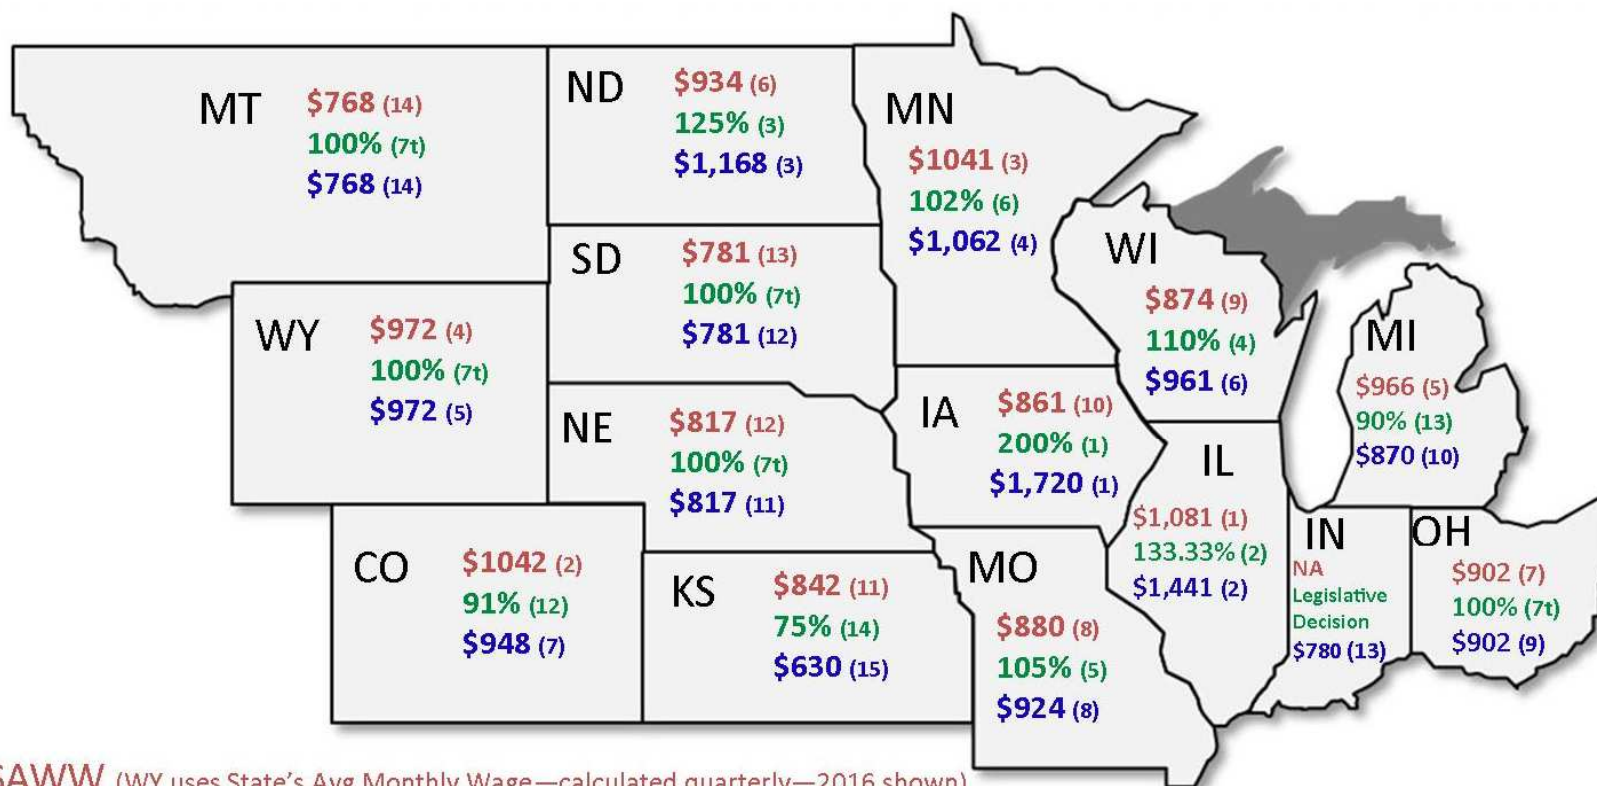 MT
$768 (14)
100% (7t)
$768 (14)
ND
$934 (6)
125% (3)
$1,168 (3)
MN
$1041 (3)
102% (6)
$1,062 (4)
SD
$781 (13)
100% (7t)
$781 (12)
WI
$874 (9)
110% (4)
$961 (6)
WY
$972 (4)
100% (7t)
$972 (5)
MI
$966 (5)
90% (13)
$870 (10)
NE
$817 (12)
100% (7t)
$817 (11)
IA
$861 (10)
200% (1)
$1,720 (1)
IL
$1,081 (1)
133.33% (2)
$1,441 (2)
CO
$1042 (2)
91% (12)
$948 (7)
KS
$842 (11)
75% (14)
$630 (15)
MO
$880 (8)
105% (5)
$924 (8)
IN
NA
Legislative
Decision
$780 (13)
OH
$902 (7)
100% (7t)
$902 (9)
SAWW (WY uses State's Avg Monthly Wage—calculated quarterly—2016 shown)